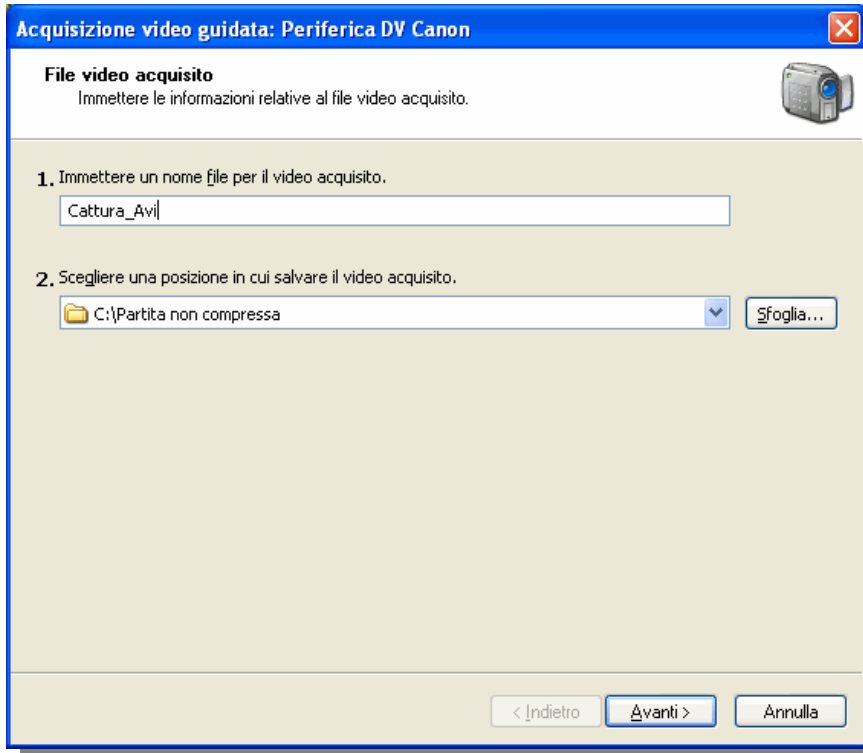 Acquisizione video guidata: Periferica DV Canon
File video acquisito
Immettere le informazioni relative al file video acquisito.
1. Immettere un nome file per il video acquisito.
Cattura_Avi
2. Scegliere una posizione in cui salvare il video acquisito.
C:\Partita non compressa
Sfoglia...
< Indietro Avanti > Annulla